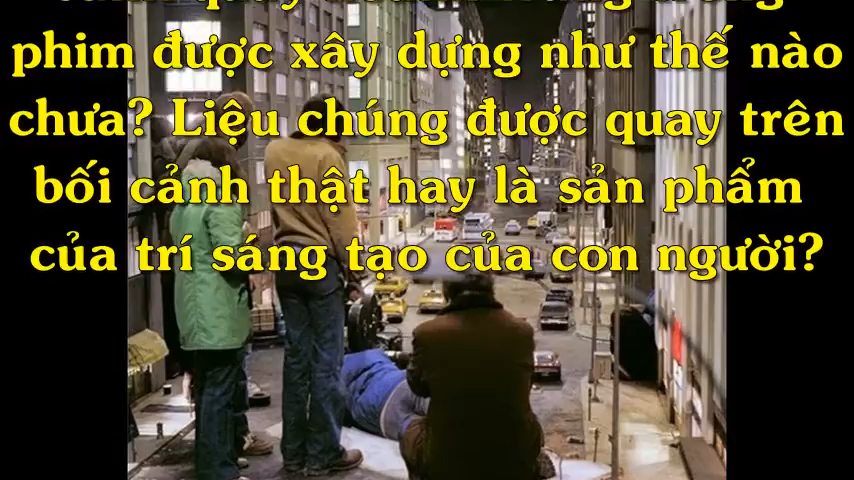 phim được xây dựng như thế nào
chưa? Liệu chúng được quay trên
bối cảnh thật hay là sản phẩm
của trí sáng tạo của con người?